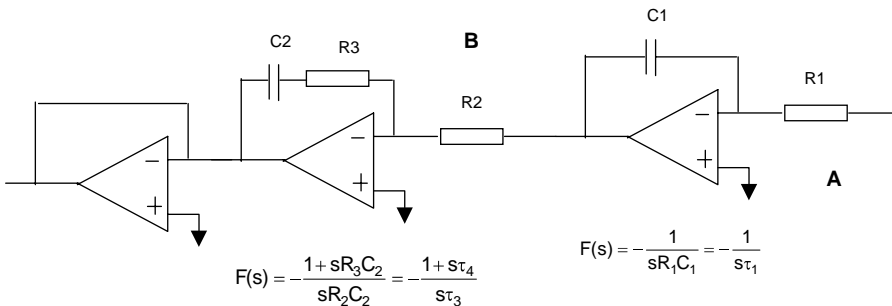 C1
C2
R3
B
R1
R2
−
−
−
+
+
+
A
F(s) = − 1 / sR₁C₁ = − 1 / sτ₁
F(s) = − 1 + sR₃C₂ / sR₂C₂ = − 1 + sτ₄ / sτ₃